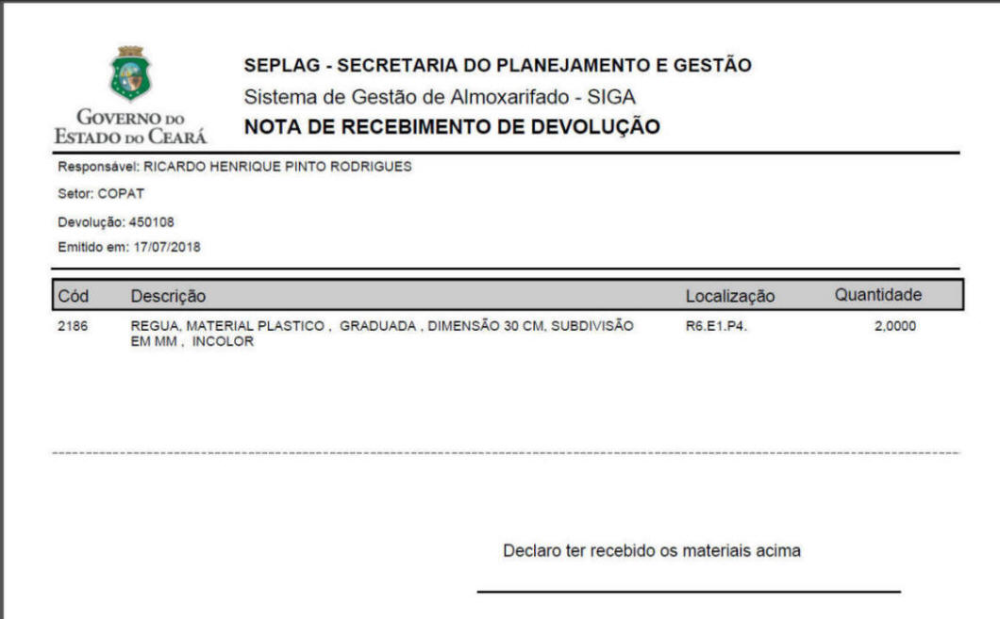 SEPLAG - SECRETARIA DO PLANEJAMENTO E GESTÃO
Sistema de Gestão de Almoxarifado - SIGA
NOTA DE RECEBIMENTO DE DEVOLUÇÃO
GOVERNO DO
ESTADO DO CEARÁ
Responsável: RICARDO HENRIQUE PINTO RODRIGUES
Setor: COPAT
Devolução: 450108
Emitido em: 17/07/2018
Cód Descrição Localização Quantidade
2186 REGUA, MATERIAL PLASTICO , GRADUADA , DIMENSÃO 30 CM, SUBDIVISÃO R6.E1.P4. 2,0000
EM MM , INCOLOR
Declaro ter recebido os materiais acima